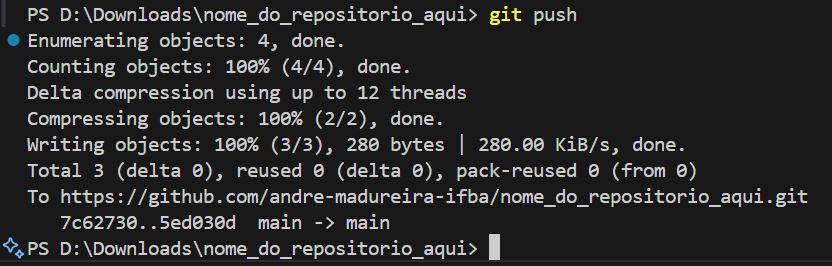 PS D:\Downloads\nome_do_repositorio_aqui> git push
Enumerating objects: 4, done.
Counting objects: 100% (4/4), done.
Delta compression using up to 12 threads
Compressing objects: 100% (2/2), done.
Writing objects: 100% (3/3), 280 bytes | 280.00 KiB/s, done.
Total 3 (delta 0), reused 0 (delta 0), pack-reused 0 (from 0)
To https://github.com/andre-madureira-ifba/nome_do_repositorio_aqui.git
   7c62730..5ed030d  main -> main
PS D:\Downloads\nome_do_repositorio_aqui>